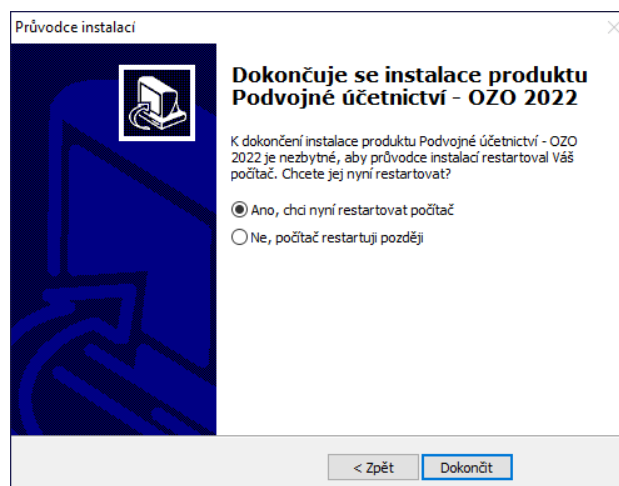 Průvodce instalací
Dokončuje se instalace produktu
Podvojné účetnictví - OZO 2022
K dokončení instalace produktu Podvojné účetnictví - OZO
2022 je nezbytné, aby průvodce instalací restartoval Váš
počítač. Chcete jej nyní restartovat?
Ano, chci nyní restartovat počítač
Ne, počítač restartuji později
< Zpět
Dokončit